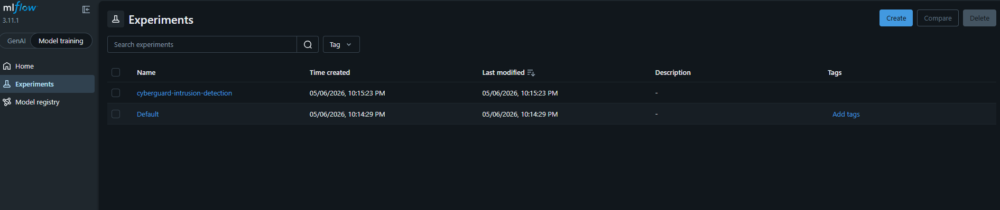 mlflow
3.11.1
GenAI Model training
Home
Experiments
Model registry
Experiments
Create Compare Delete
Search experiments Tag
Name Time created Last modified Description Tags
cyberguard-intrusion-detection 05/06/2026, 10:15:23 PM 05/06/2026, 10:15:23 PM -
Default 05/06/2026, 10:14:29 PM 05/06/2026, 10:14:29 PM - Add tags